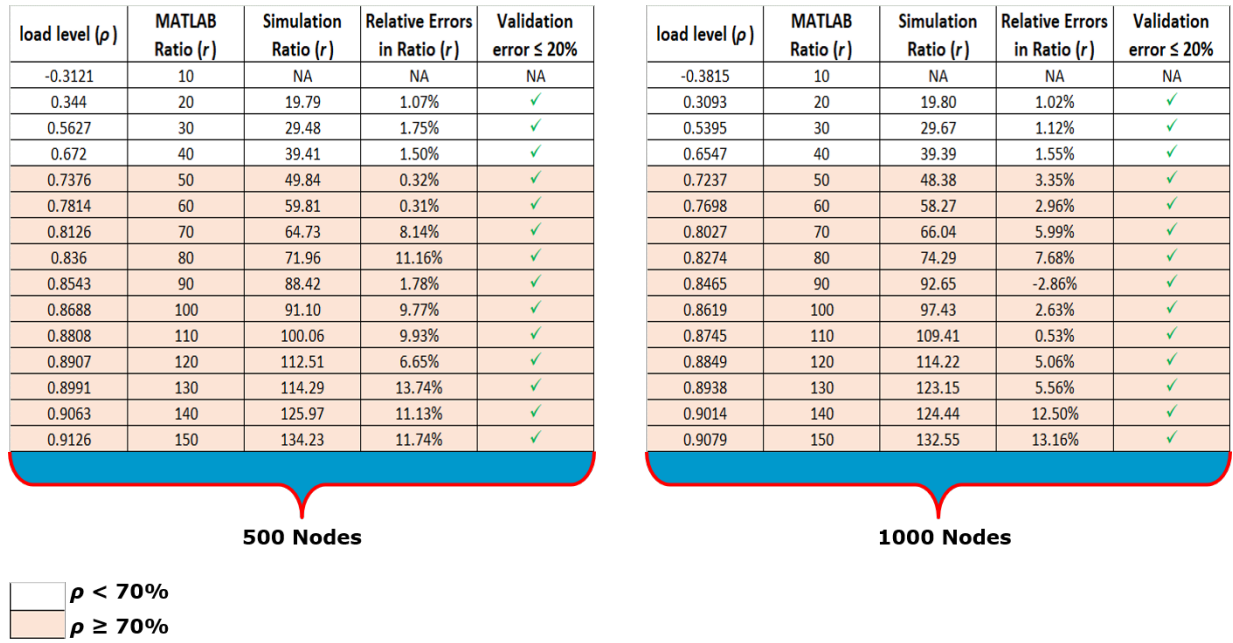 load level (ρ) MATLAB Ratio (r) Simulation Ratio (r) Relative Errors in Ratio (r) Validation error ≤ 20%
-0.3121 10 NA NA NA
0.344 20 19.79 1.07% ✓
0.5627 30 29.48 1.75% ✓
0.672 40 39.41 1.50% ✓
0.7376 50 49.84 0.32% ✓
0.7814 60 59.81 0.31% ✓
0.8126 70 64.73 8.14% ✓
0.836 80 71.96 11.16% ✓
0.8543 90 88.42 1.78% ✓
0.8688 100 91.10 9.77% ✓
0.8808 110 100.06 9.93% ✓
0.8907 120 112.51 6.65% ✓
0.8991 130 114.29 13.74% ✓
0.9063 140 125.97 11.13% ✓
0.9126 150 134.23 11.74% ✓
500 Nodes
load level (ρ) MATLAB Ratio (r) Simulation Ratio (r) Relative Errors in Ratio (r) Validation error ≤ 20%
-0.3815 10 NA NA NA
0.3093 20 19.80 1.02% ✓
0.5395 30 29.67 1.12% ✓
0.6547 40 39.39 1.55% ✓
0.7237 50 48.38 3.35% ✓
0.7698 60 58.27 2.96% ✓
0.8027 70 66.04 5.99% ✓
0.8274 80 74.29 7.68% ✓
0.8465 90 92.65 -2.86% ✓
0.8619 100 97.43 2.63% ✓
0.8745 110 109.41 0.53% ✓
0.8849 120 114.22 5.06% ✓
0.8938 130 123.15 5.56% ✓
0.9014 140 124.44 12.50% ✓
0.9079 150 132.55 13.16% ✓
1000 Nodes
ρ < 70%
ρ ≥ 70%